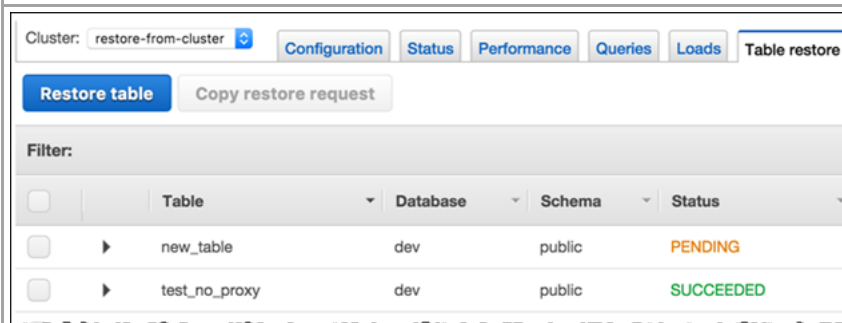 Cluster: restore-from-cluster Configuration Status Performance Queries Loads Table restore
Restore table Copy restore request
Filter:
Table Database Schema Status
new_table dev public PENDING
test_no_proxy dev public SUCCEEDED